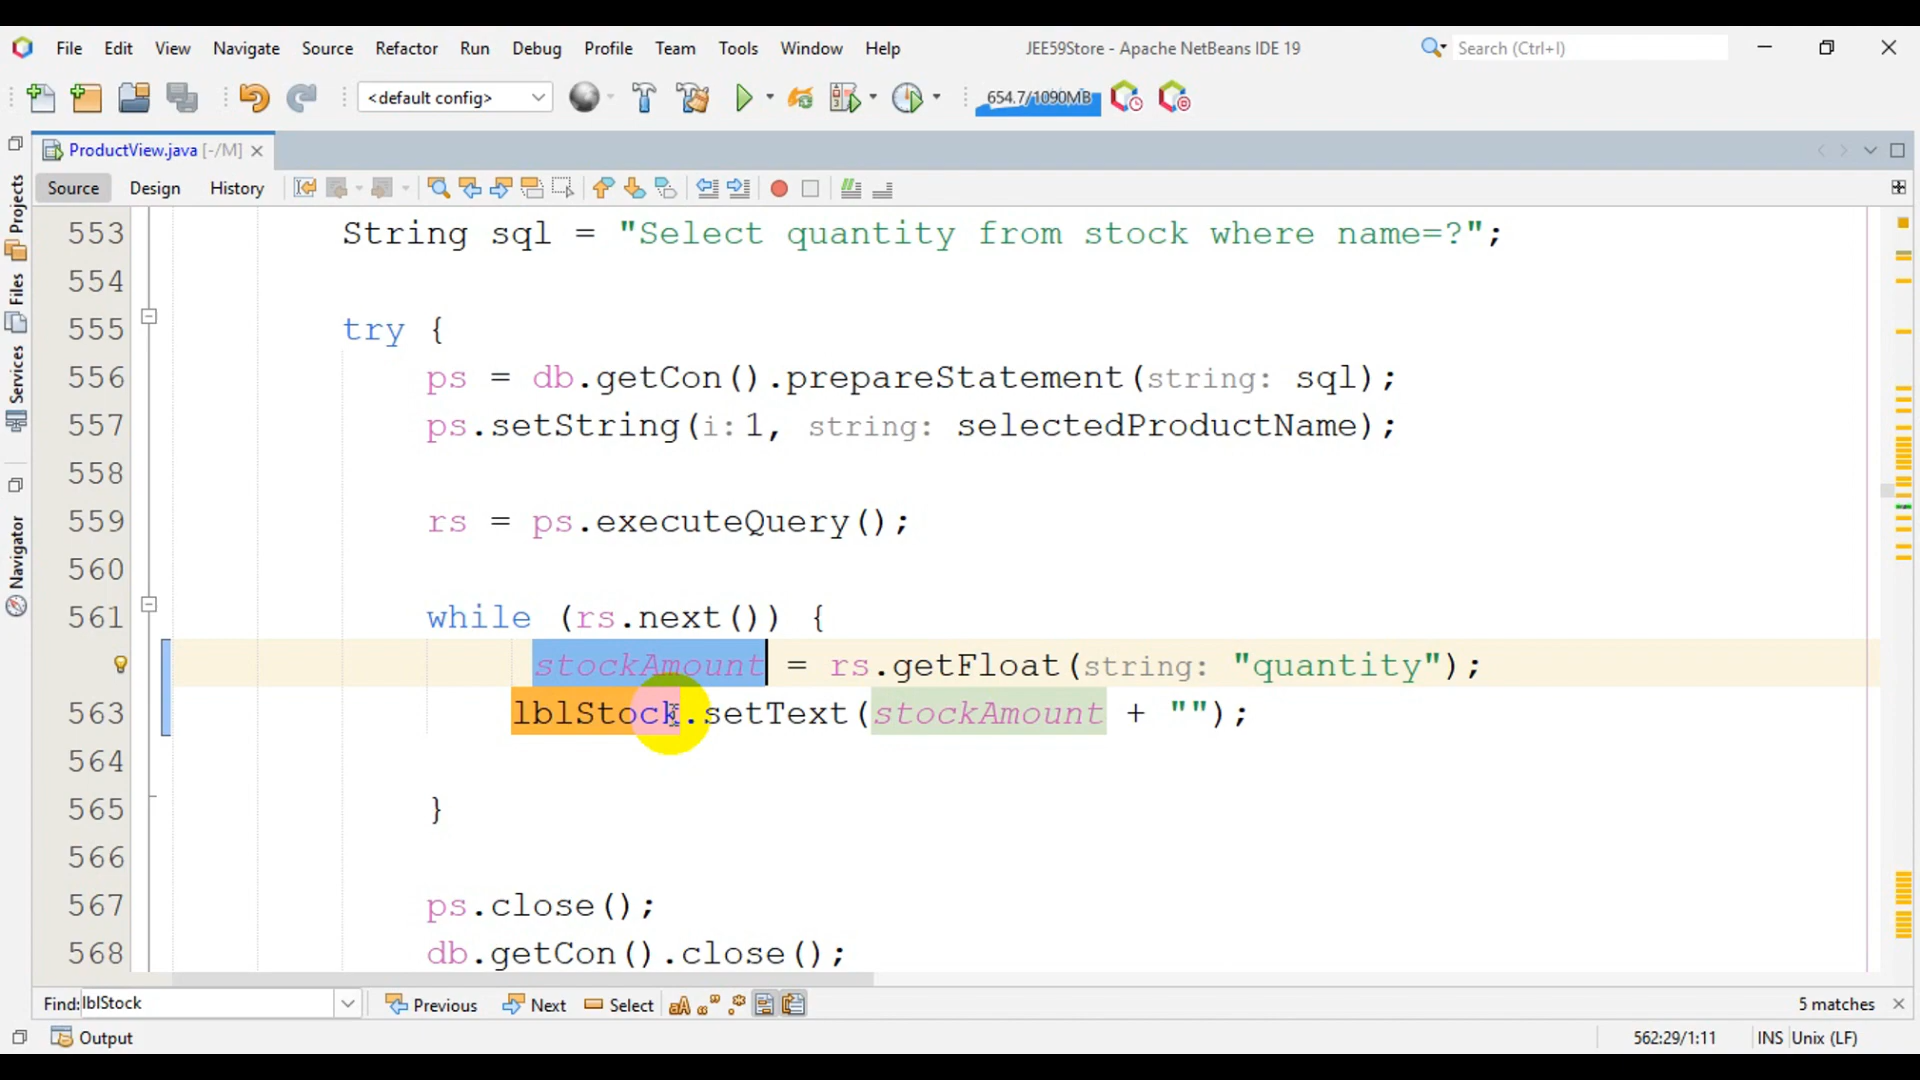 File Edit View Navigate Source Refactor Run Debug Profile Team Tools Window Help JEE59Store - Apache NetBeans IDE 19 Search (Ctrl+I)
<default config> 654.7/1090MB
ProductView.java [-/M]
Source Design History
Projects
Files
Services
Navigator
553 String sql = "Select quantity from stock where name=?";
554
555 try {
556 ps = db.getCon().prepareStatement(string: sql);
557 ps.setString(i: 1, string: selectedProductName);
558
559 rs = ps.executeQuery();
560
561 while (rs.next()) {
stockAmount = rs.getFloat(string: "quantity");
563 lblStock.setText(stockAmount + "");
564
565 }
566
567 ps.close();
568 db.getCon().close();
Find: lblStock Previous Next Select aA 5 matches
Output 562:29/1:11 INS Unix (LF)